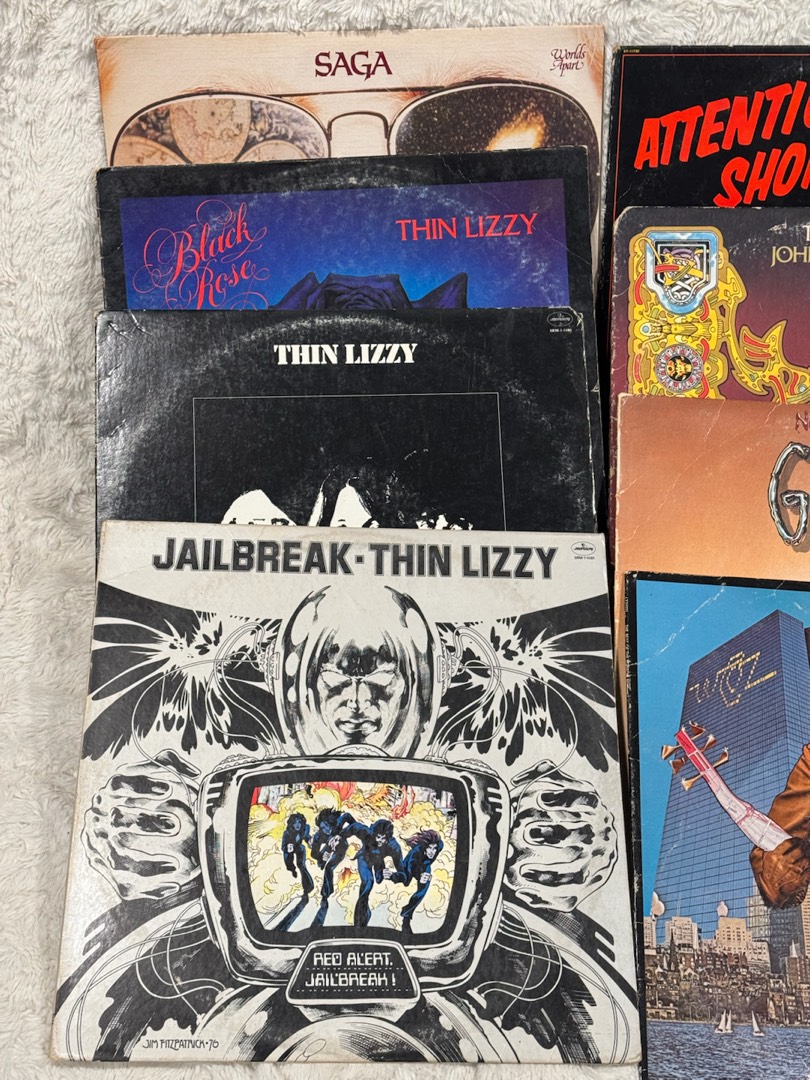 SAGA
Worlds
Apart
Black
Rose
THIN LIZZY
THIN LIZZY
JAILBREAK · THIN LIZZY
RED ALERT.
JAILBREAK!
JIM FITZPATRICK · 76
ATTENTI
SHO
JOH